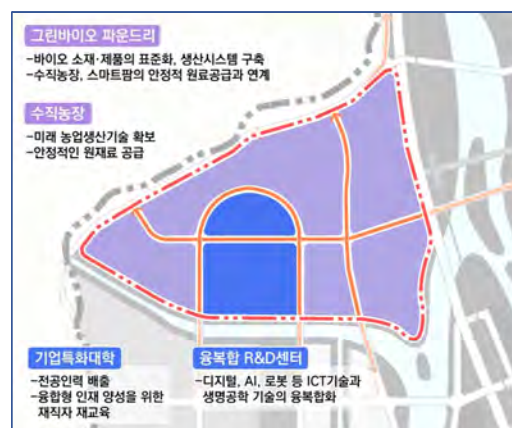 그린바이오 파운드리
-바이오 소재·제품의 표준화, 생산시스템 구축
-수직농장, 스마트팜의 안정적 원료공급과 연계
수직농장
-미래 농업생산기술 확보
-안정적인 원재료 공급
기업특화대학
-전공인력 배출
-융합형 인재 양성을 위한
재직자 재교육
융복합 R&D센터
-디지털, AI, 로봇 등 ICT기술과
생명공학 기술의 융복합화